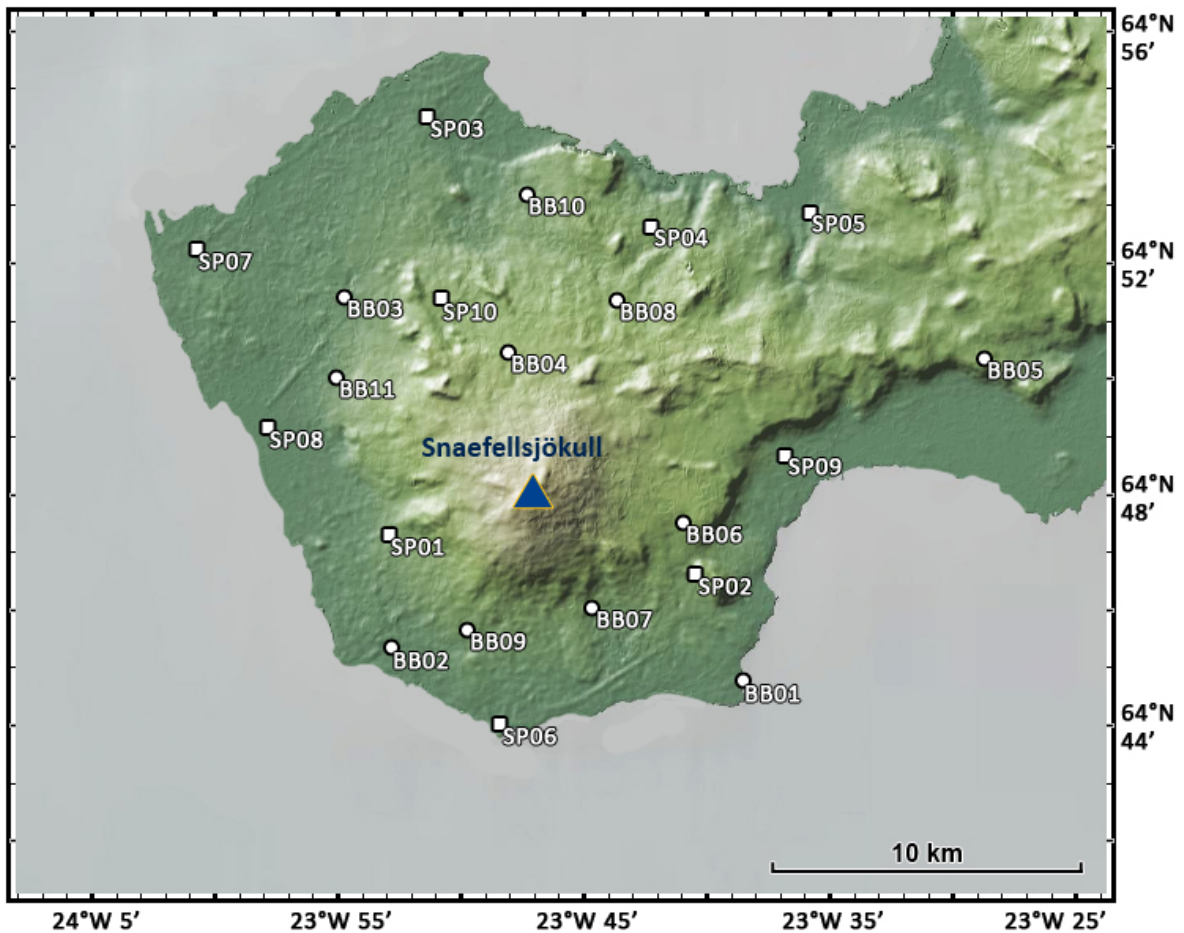 64°N
56’
SP03
BB10
SP04
SP05
SP07
64°N
52’
BB03
SP10
BB08
BB04
BB05
BB11
SP08
Snaefellsjökull
SP09
64°N
48’
BB06
SP01
SP02
BB07
BB09
BB02
BB01
SP06
64°N
44’
10 km
24°W 5’
23°W 55’
23°W 45’
23°W 35’
23°W 25’